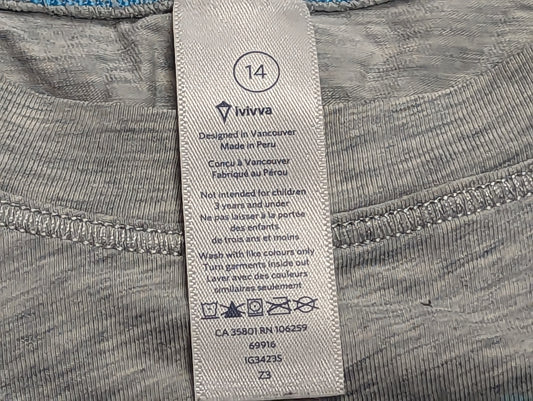 14
ivivva
Designed in Vancouver
Made in Peru
Conçu à Vancouver
Fabriqué au Pérou
Not intended for children
3 years and under
Ne pas laisser à la portée
des enfants
de trois ans et moins
Wash with like colours only
Turn garments inside out
Laver avec des couleurs
similaires seulement
CA 35801 RN 106259
69916
IG3423S
Z3